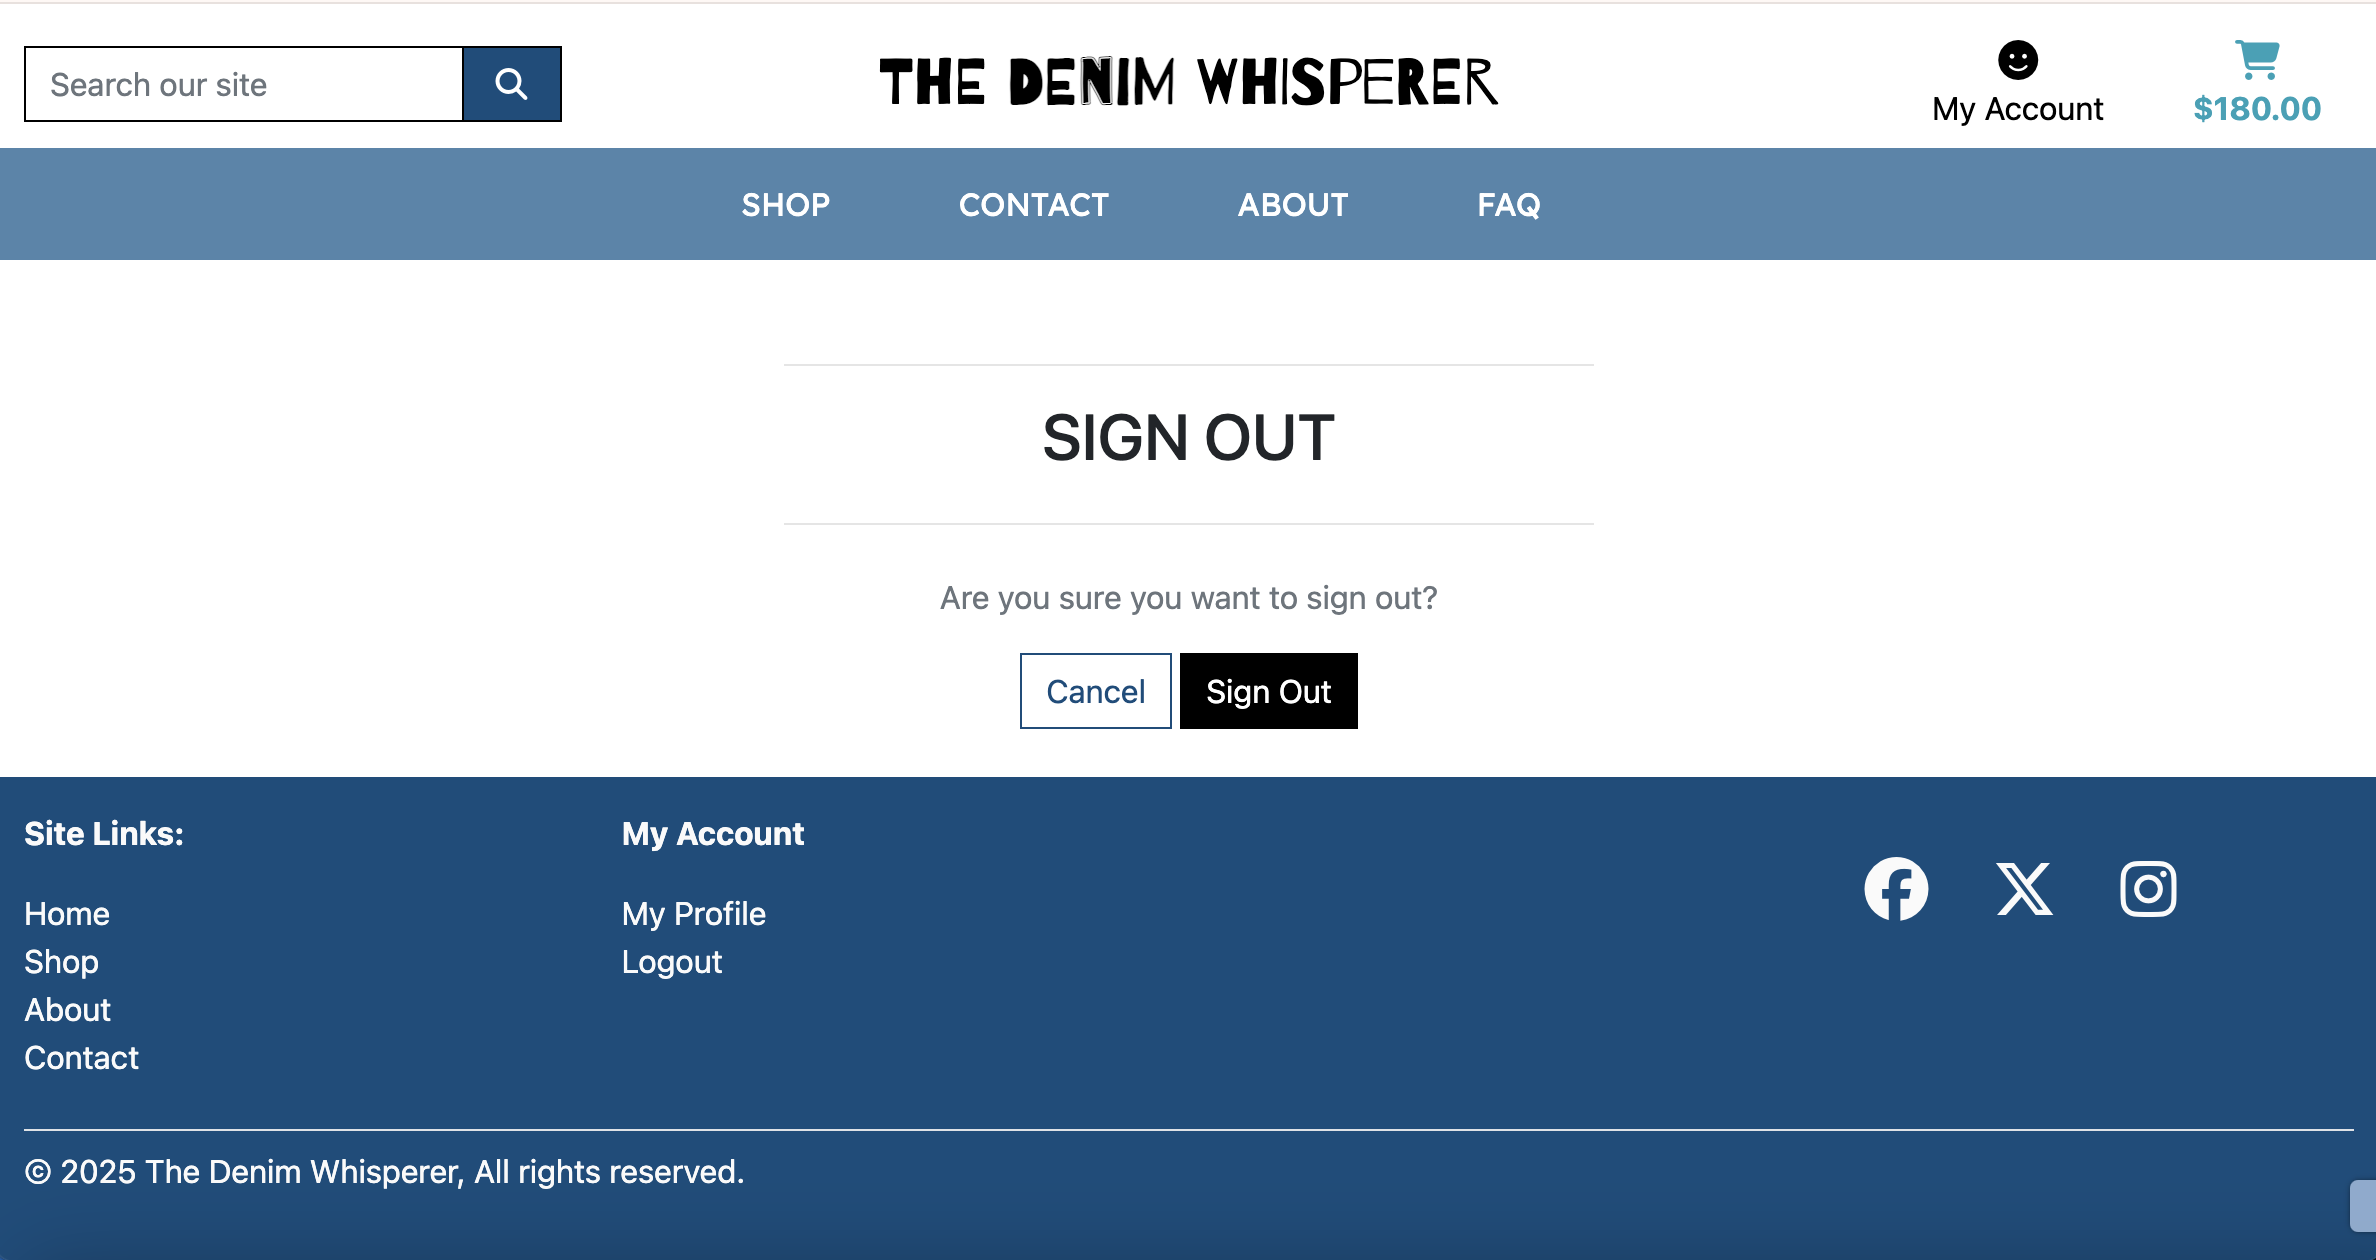 Search our site
THE DENIM WHISPERER
My Account
$180.00
SHOP CONTACT ABOUT FAQ
SIGN OUT
Are you sure you want to sign out?
Cancel Sign Out
Site Links:
Home
Shop
About
Contact
My Account
My Profile
Logout
© 2025 The Denim Whisperer, All rights reserved.